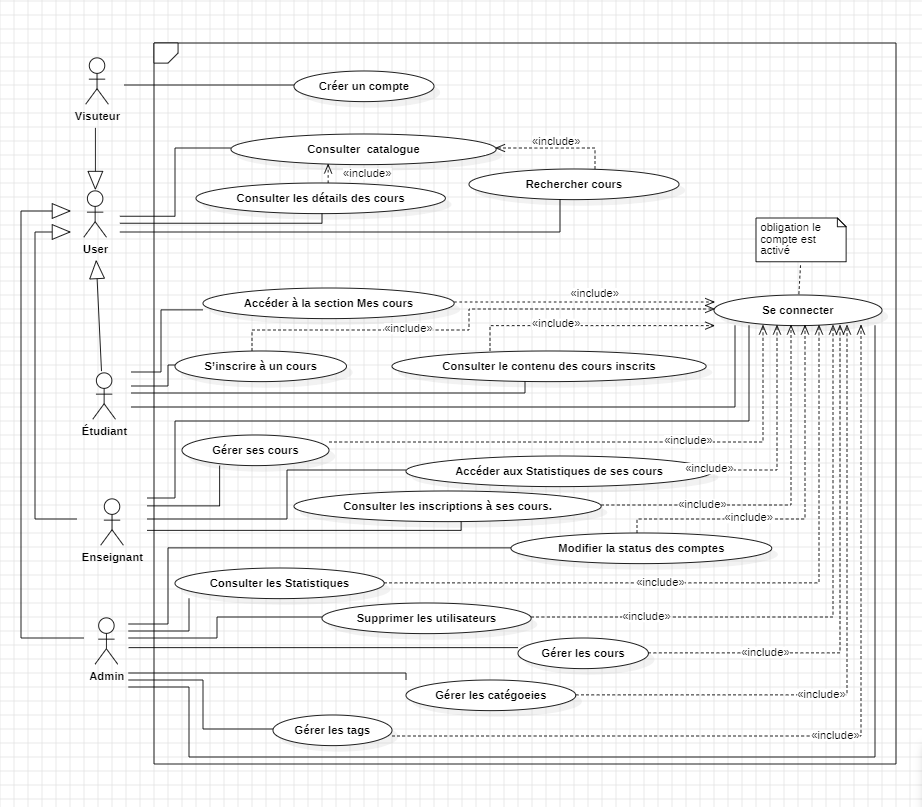 Créer un compte
Visuteur
Consulter catalogue
«include»
«include»
Rechercher cours
Consulter les détails des cours
User
obligation le
compte est
activé
Accéder à la section Mes cours
«include»
Se connecter
«include»
«include»
S'inscrire à un cours
Consulter le contenu des cours inscrits
Étudiant
Gérer ses cours
«include»
Accéder aux Statistiques de ses cours
«include»
Consulter les inscriptions à ses cours.
«include»
«include»
Enseignant
Modifier la status des comptes
Consulter les Statistiques
«include»
Supprimer les utilisateurs
«include»
Gérer les cours
«include»
Admin
Gérer les catégoeies
«include»
Gérer les tags
«include»